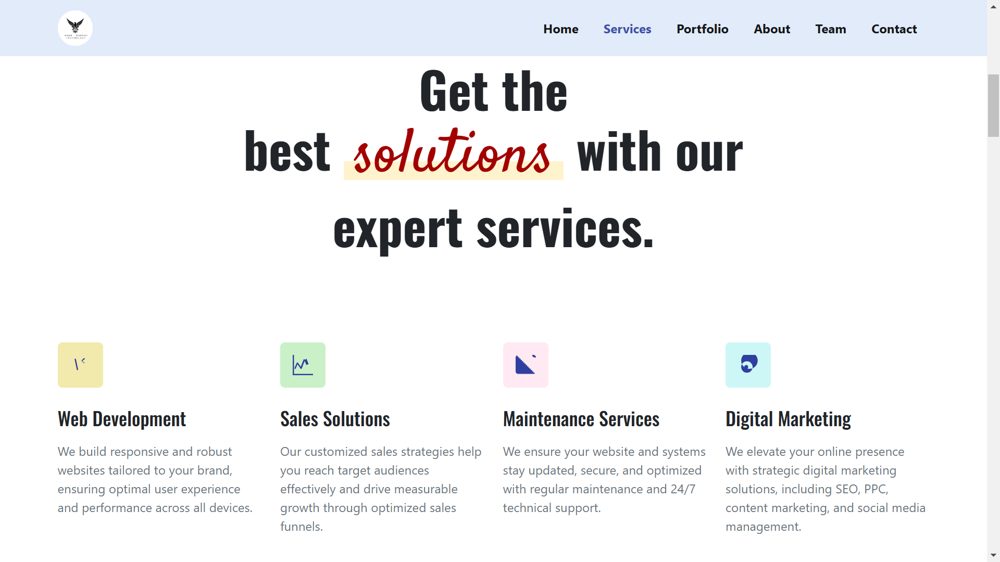 SHEE - KARVAT
TECHNOLOGY
Home Services Portfolio About Team Contact
Get the
best solutions with our
expert services.
Web Development
We build responsive and robust
websites tailored to your brand,
ensuring optimal user experience
and performance across all devices.
Sales Solutions
Our customized sales strategies help
you reach target audiences
effectively and drive measurable
growth through optimized sales
funnels.
Maintenance Services
We ensure your website and systems
stay updated, secure, and optimized
with regular maintenance and 24/7
technical support.
Digital Marketing
We elevate your online presence
with strategic digital marketing
solutions, including SEO, PPC,
content marketing, and social media
management.